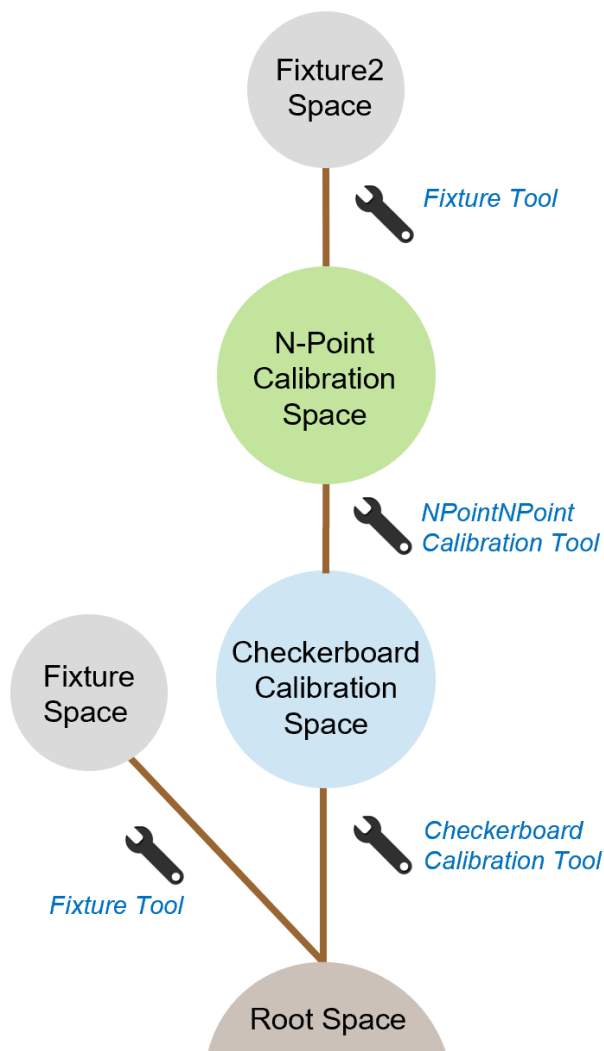 Fixture2
Space
Fixture Tool
N-Point
Calibration
Space
NPointNPoint
Calibration Tool
Checkerboard
Calibration
Space
Fixture
Space
Checkerboard
Calibration Tool
Fixture Tool
Root Space